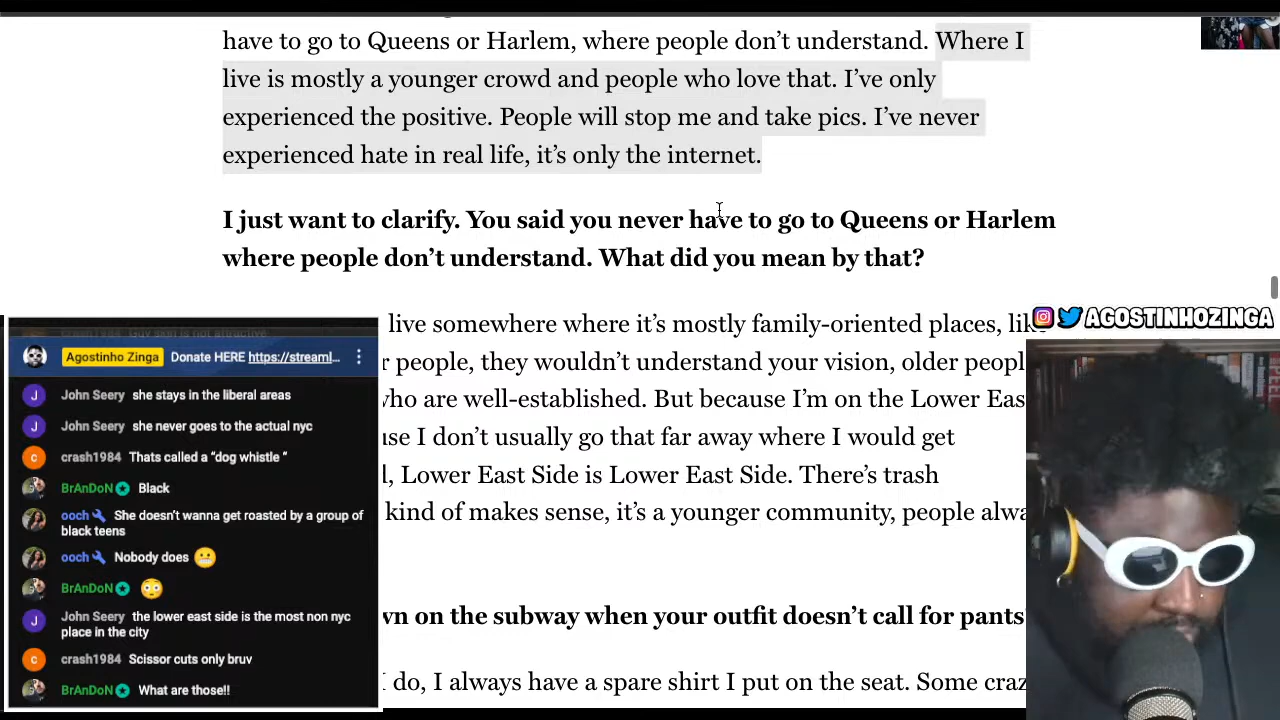 have to go to Queens or Harlem, where people don’t understand. Where I
live is mostly a younger crowd and people who love that. I’ve only
experienced the positive. People will stop me and take pics. I’ve never
experienced hate in real life, it’s only the internet.
I just want to clarify. You said you never have to go to Queens or Harlem
where people don’t understand. What did you mean by that?
live somewhere where it’s mostly family-oriented places,
people, they wouldn’t understand your vision, older
who are well-established. But because I’m on the Lower
I don’t usually go that far away where I would get
Lower East Side is Lower East Side. There’s trash
kind of makes sense, it’s a younger community, people
on the subway when your outfit doesn’t call for pants
I do, I always have a spare shirt I put on the seat. Some
AGOSTINHOZINGA
Agostinho Zinga Donate HERE https://streaml...
J John Seery she stays in the liberal areas
J John Seery she never goes to the actual nyc
c crash1984 Thats called a “dog whistle “
BrAnDoN Black
ooch She doesn’t wanna get roasted by a group of
black teens
ooch Nobody does
BrAnDoN
J John Seery the lower east side is the most non nyc
place in the city
c crash1984 Scissor cuts only bruv
BrAnDoN What are those!!